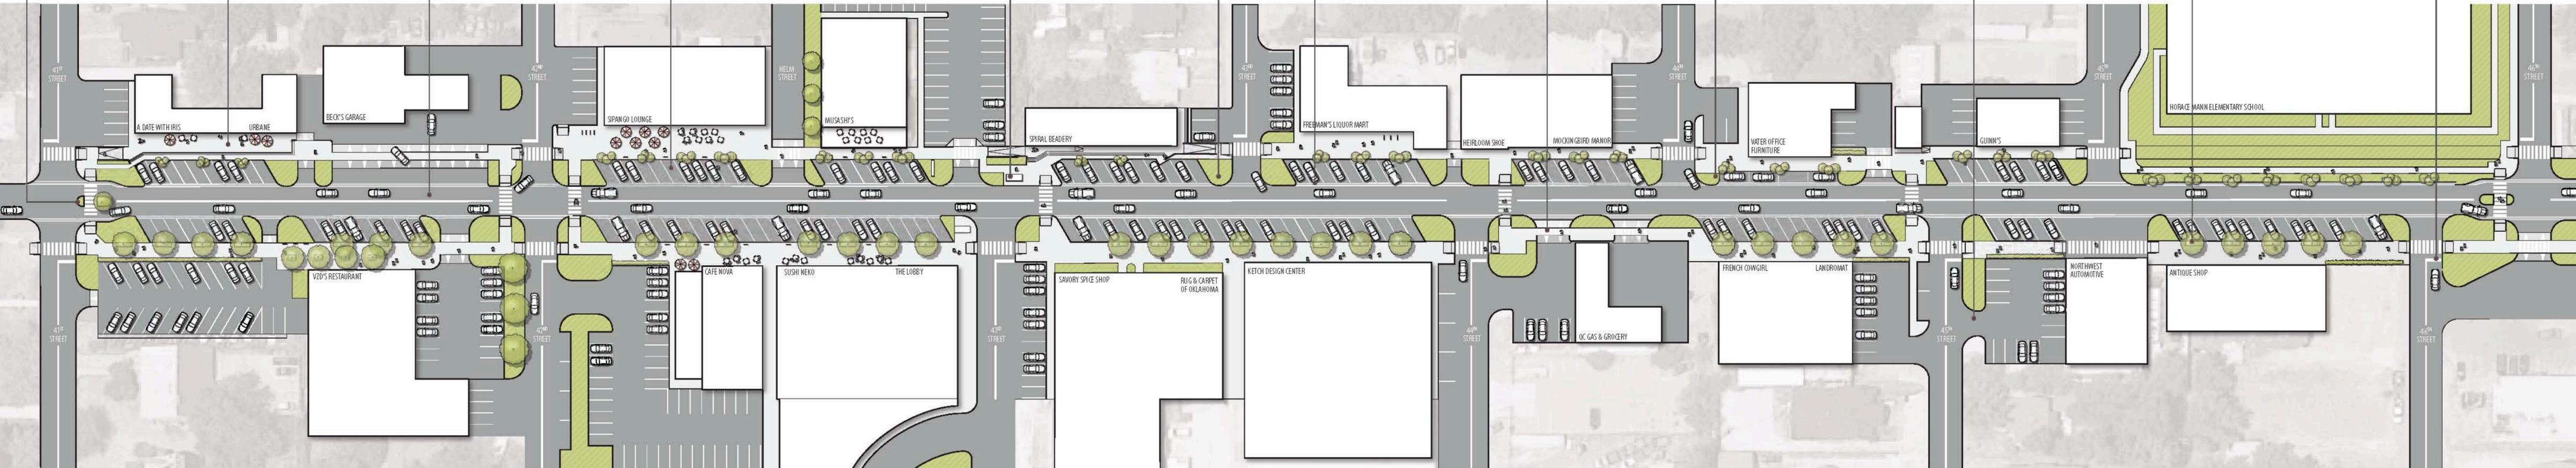 41ST
STREET
A DATE WITH IRIS
URBANE
BECK'S GARAGE
42ND
STREET
SIPANGO LOUNGE
HELM
STREET
MUSASHI'S
SPIRAL BEADERY
43RD
STREET
FREEMAN'S LIQUOR MART
HEIRLOOM SHOE
MOCKINGBIRD MANOR
44TH
STREET
WATER OFFICE
FURNITURE
GUNN'S
45TH
STREET
HORACE MANN ELEMENTARY SCHOOL
46TH
STREET
41ST
STREET
VZD'S RESTAURANT
42ND
STREET
CAFE NOVA
SUSHI NEKO
THE LOBBY
43RD
STREET
SAVORY SPICE SHOP
RUG & CARPET
OF OKLAHOMA
KETCH DESIGN CENTER
44TH
STREET
OC GAS & GROCERY
FRENCH COWGIRL
LANDROMAT
45TH
STREET
NORTHWEST
AUTOMOTIVE
ANTIQUE SHOP
46TH
STREET